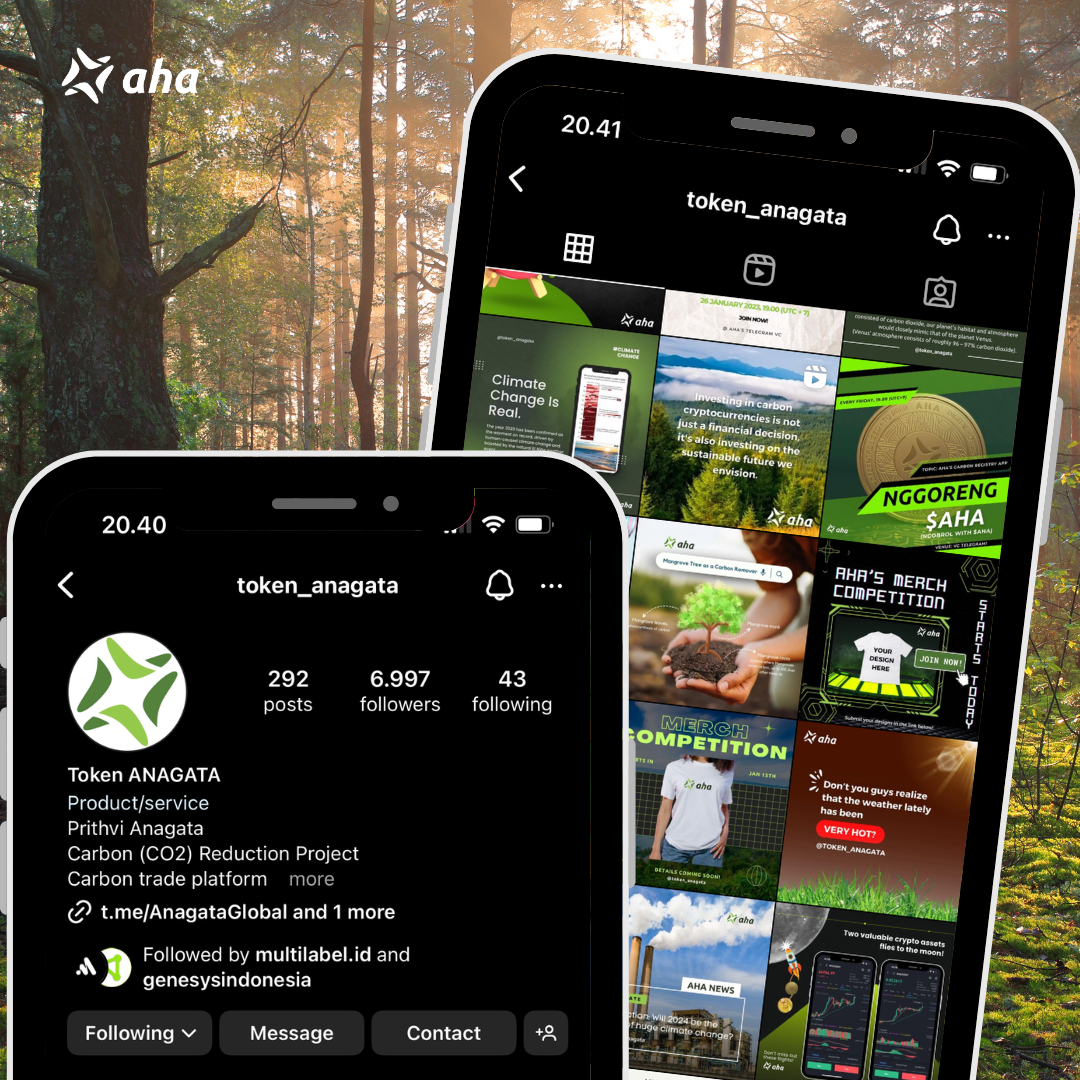 aha
20.41
token_anagata
aha
26 JANUARY 2023, 19.00 (UTC + 7)
JOIN NOW!
@ AHA'S TELEGRAM VC
consisted of carbon dioxide, our planet's habitat and atmosphere
would closely mimic that of the planet Venus.
(Venus' atmosphere consists of roughly 96 – 97% carbon dioxide).
@token_anagata
@token_anagata
#CLIMATE
CHANGE
Climate
Change Is
Real.
Investing in carbon
cryptocurrencies is not
just a financial decision,
it's also investing on the
sustainable future we
envision.
aha
EVERY FRIDAY, 19.00 (UTC+7)
AHA
TOPIC: AHA'S CARBON REGISTRY APP
NGGORENG
$AHA
(NGOBROL WITH $AHA)
VENUE: VC TELEGRAM!
aha
aha
Mangrove Tree as a Carbon Remover
AHA'S MERCH
COMPETITION
STARTS TODAY
aha
YOUR
DESIGN
HERE
JOIN NOW!
Submit your designs in the link below!
MERCH
COMPETITION
JAN 15TH
aha
DETAILS COMING SOON!
@token_anagata
aha
Don't you guys realize
that the weather lately
has been
VERY HOT?
@TOKEN_ANAGATA
aha
AHA NEWS
Will 2024 be the
of huge climate change?
Two valuable crypto assets
flies to the moon!
Don't miss out
these flights!
aha
20.40
token_anagata
292
posts
6.997
followers
43
following
Token ANAGATA
Product/service
Prithvi Anagata
Carbon (CO2) Reduction Project
Carbon trade platform more
t.me/AnagataGlobal and 1 more
Followed by multilabel.id and
genesysindonesia
Following
Message
Contact